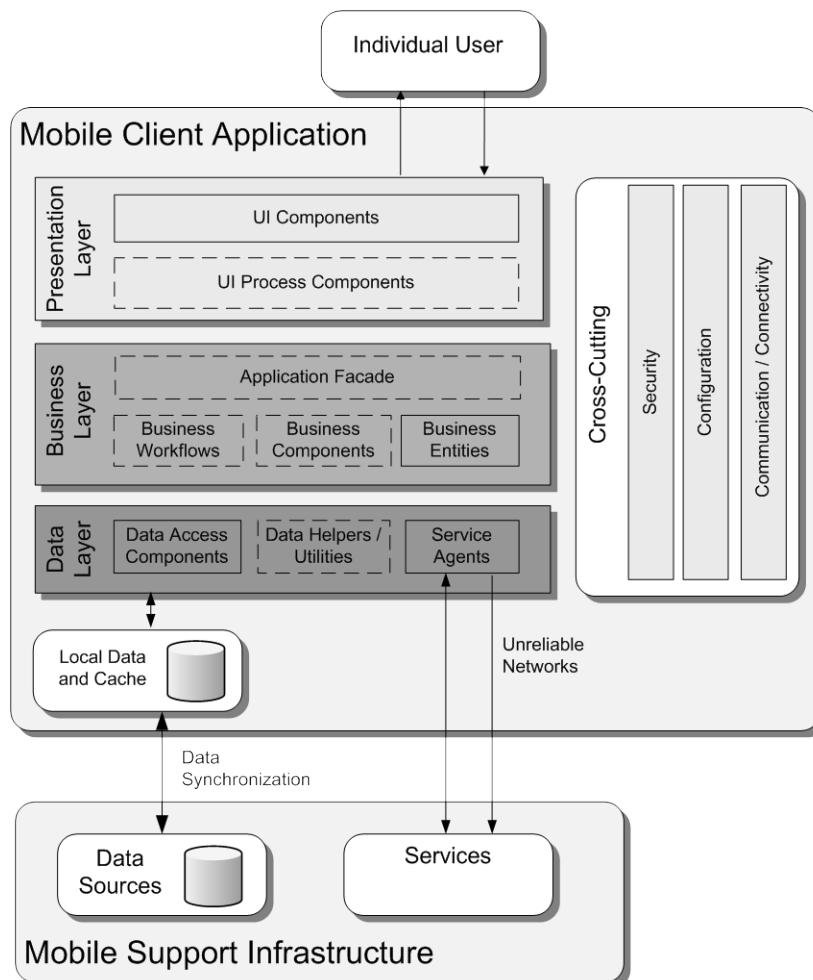 Individual User
Mobile Client Application
Presentation
Layer
UI Components
UI Process Components
Business
Layer
Application Facade
Business
Workflows
Business
Components
Business
Entities
Data
Layer
Data Access
Components
Data Helpers /
Utilities
Service
Agents
Cross-Cutting
Security
Configuration
Communication / Connectivity
Local Data
and Cache
Unreliable
Networks
Data
Synchronization
Data
Sources
Services
Mobile Support Infrastructure